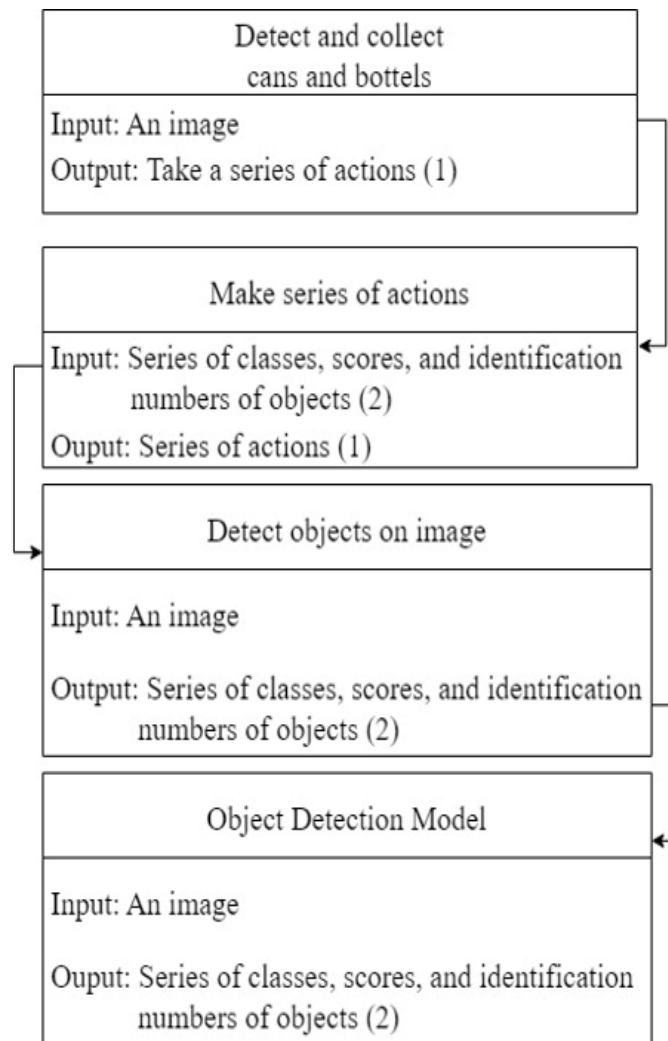 Detect and collect
cans and bottels
Input: An image
Output: Take a series of actions (1)
Make series of actions
Input: Series of classes, scores, and identification
numbers of objects (2)
Ouput: Series of actions (1)
Detect objects on image
Input: An image
Output: Series of classes, scores, and identification
numbers of objects (2)
Object Detection Model
Input: An image
Ouput: Series of classes, scores, and identification
numbers of objects (2)